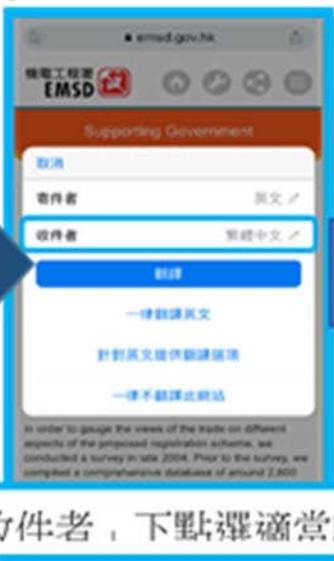 emsd.gov.hk
機電工程署
EMSD
Supporting Government
取消
寄件者 英文
收件者 繁體中文
翻譯
一律翻譯英文
針對英文提供翻譯選項
一律不翻譯此網站
In order to gauge the views of the trade on different
aspects of the proposed registration scheme, we
conducted a survey in late 2004. Prior to the survey, we
compiled a comprehensive database of around 2,800
件者」下點選適當